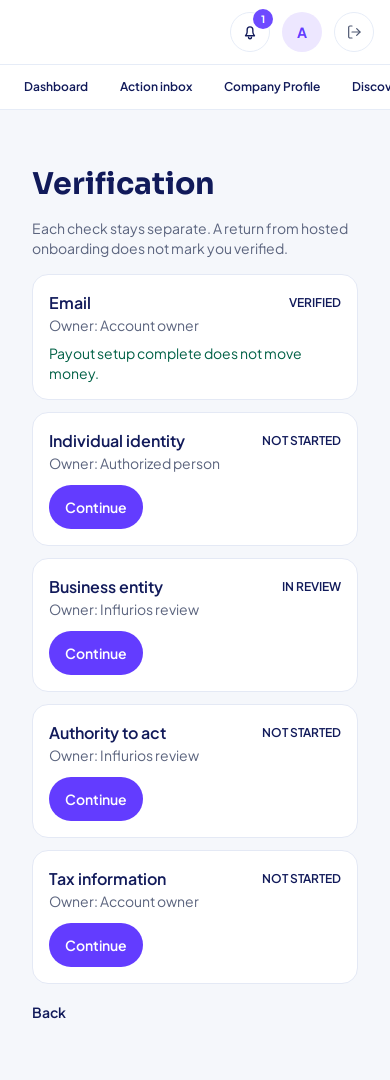 1
A
Dashboard Action inbox Company Profile Discov
Verification
Each check stays separate. A return from hosted
onboarding does not mark you verified.
Email VERIFIED
Owner: Account owner
Payout setup complete does not move
money.
Individual identity NOT STARTED
Owner: Authorized person
Continue
Business entity IN REVIEW
Owner: Influrios review
Continue
Authority to act NOT STARTED
Owner: Influrios review
Continue
Tax information NOT STARTED
Owner: Account owner
Continue
Back